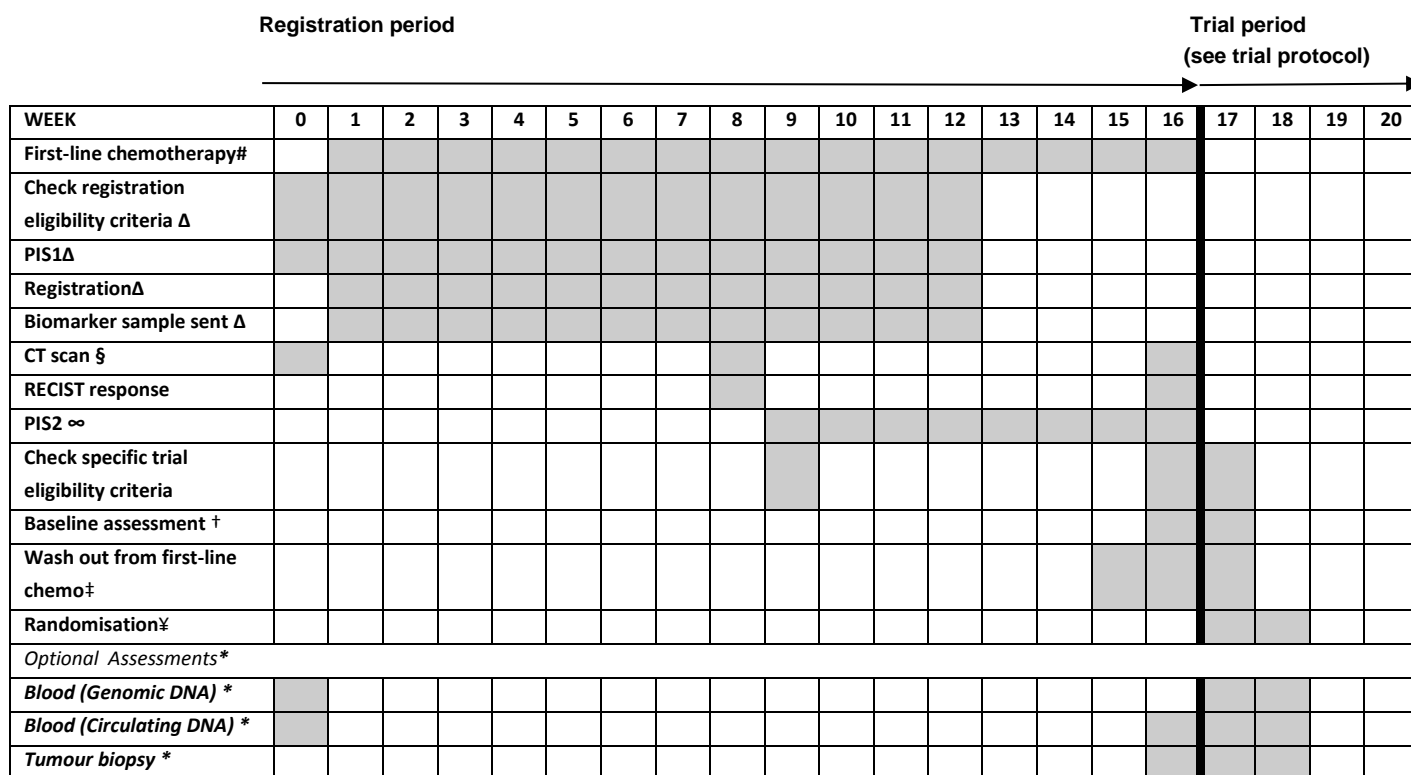 Registration period
Trial period
(see trial protocol)
WEEK 0 1 2 3 4 5 6 7 8 9 10 11 12 13 14 15 16 17 18 19 20
First-line chemotherapy#
Check registration
eligibility criteria Δ
PIS1Δ
RegistrationΔ
Biomarker sample sent Δ
CT scan §
RECIST response
PIS2 ∞
Check specific trial
eligibility criteria
Baseline assessment †
Wash out from first-line
chemo‡
Randomisation¥
Optional Assessments*
Blood (Genomic DNA) *
Blood (Circulating DNA) *
Tumour biopsy *